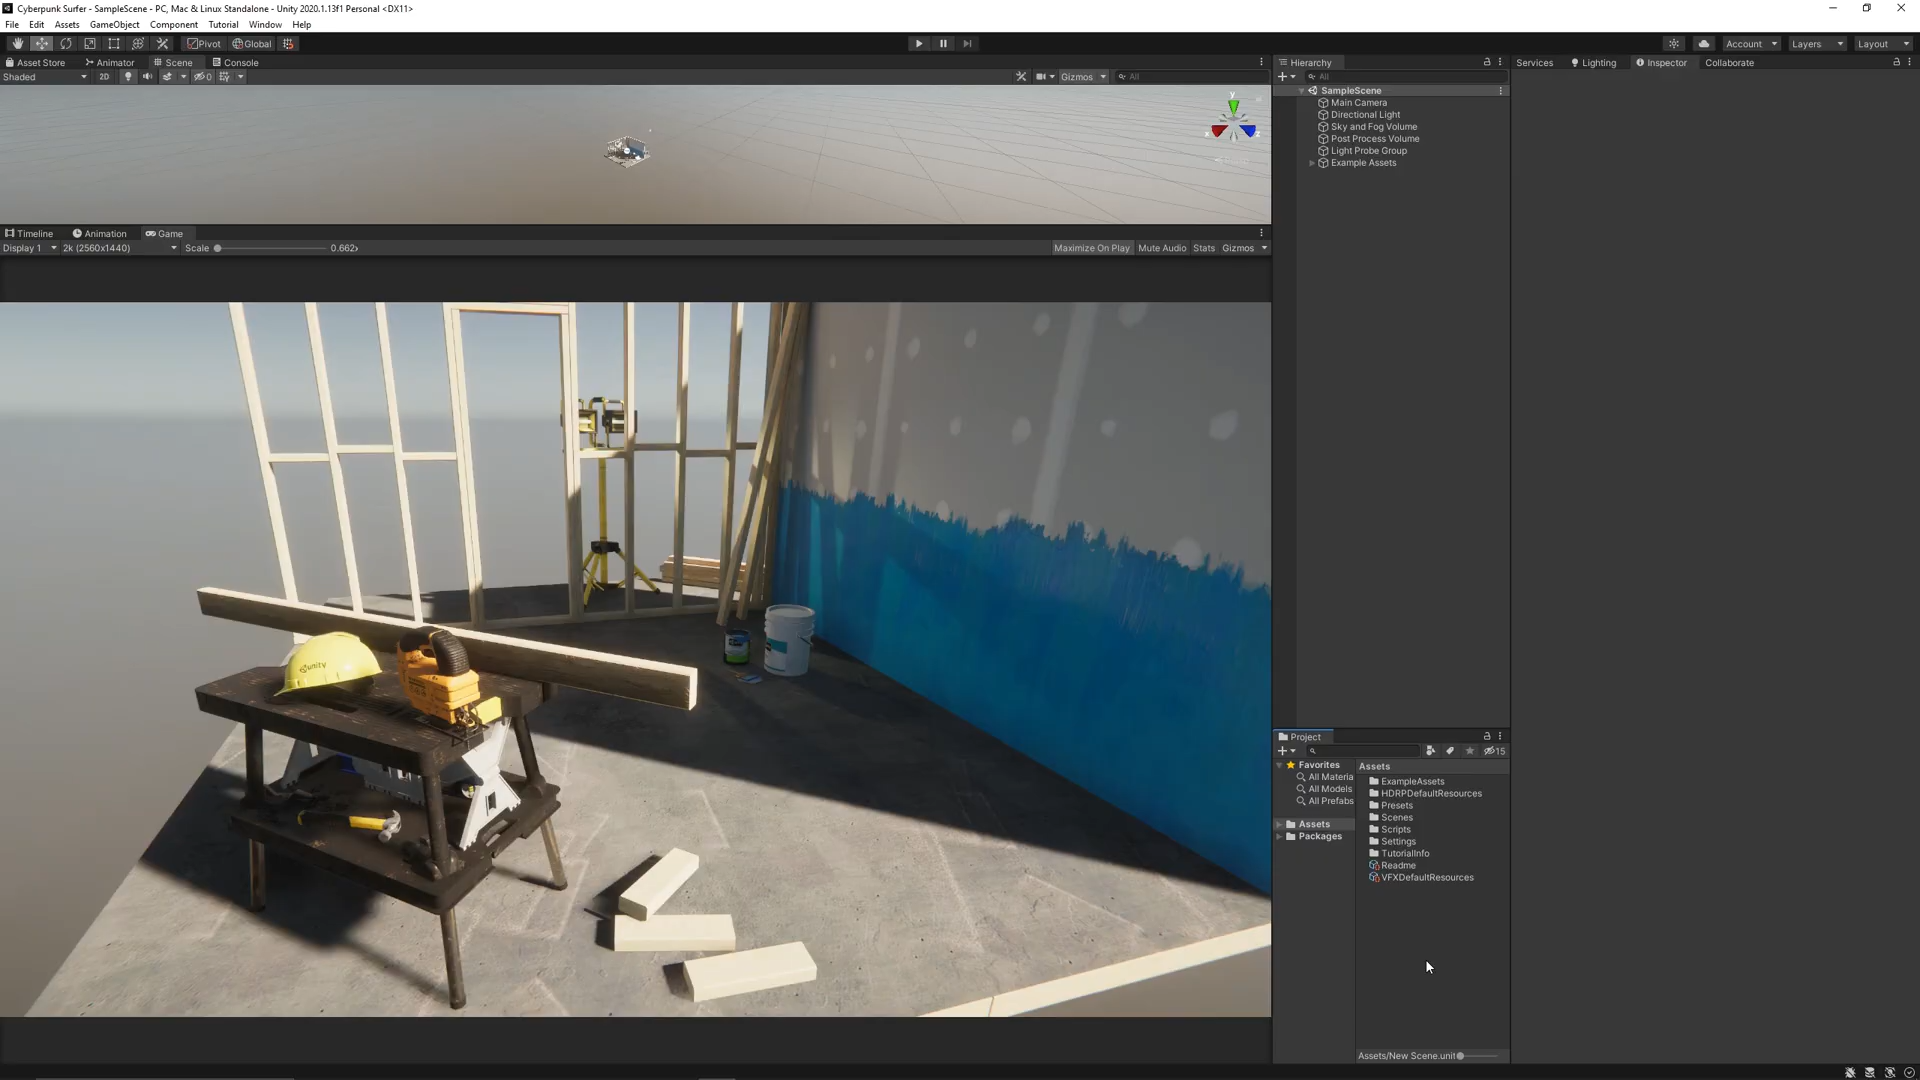 Cyberpunk Surfer - SampleScene - PC, Mac & Linux Standalone - Unity 2020.1.13f1 Personal <DX11>
File Edit Assets GameObject Component Tutorial Window Help
Pivot Global Account Layers Layout
Asset Store Animator Scene Console
Shaded 2D 0 Gizmos All
y
x
Timeline Animation Game
Display 1 2k (2560x1440) Scale 0.662x Maximize On Play Mute Audio Stats Gizmos
unity
Hierarchy
All
SampleScene
Main Camera
Directional Light
Sky and Fog Volume
Post Process Volume
Light Probe Group
Example Assets
Services Lighting Inspector Collaborate
Project
15
Favorites
All Materia
All Models
All Prefabs
Assets
Packages
Assets
ExampleAssets
HDRPDefaultResources
Presets
Scenes
Scripts
Settings
TutorialInfo
Readme
VFXDefaultResources
Assets/New Scene.unit